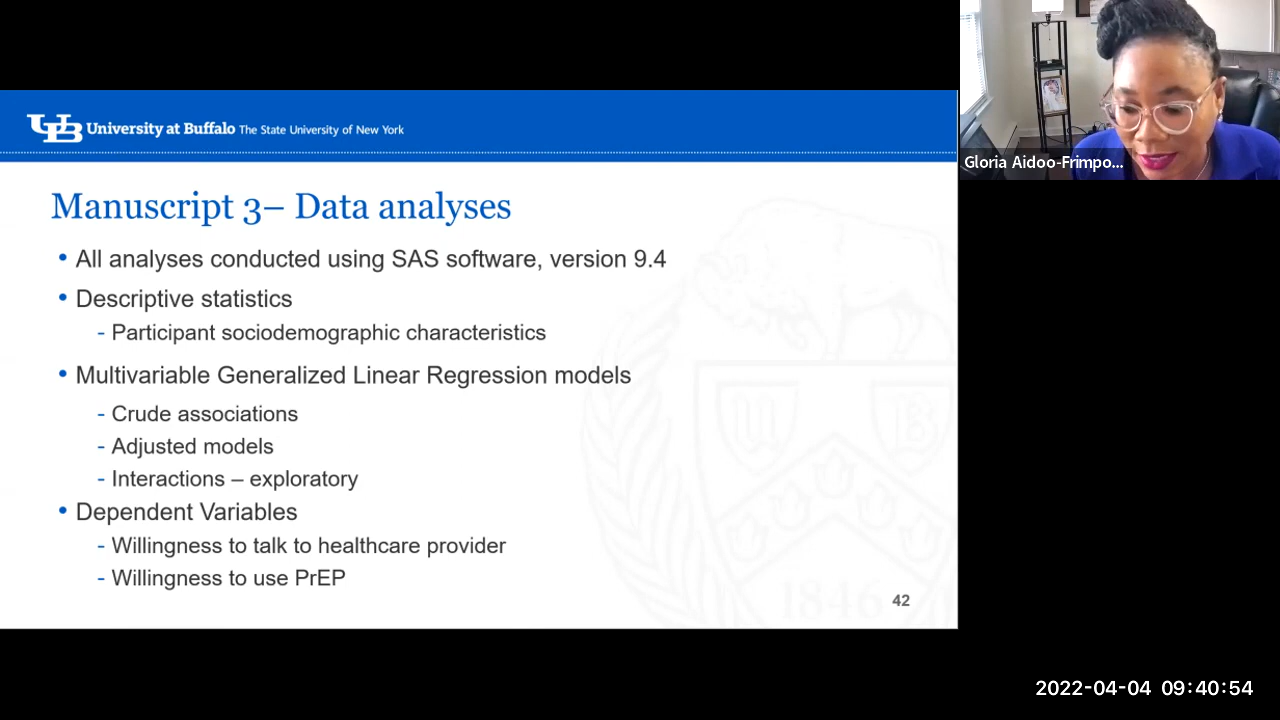 UB University at Buffalo The State University of New York
Gloria Aidoo-Frimpo...
Manuscript 3– Data analyses
• All analyses conducted using SAS software, version 9.4
• Descriptive statistics
- Participant sociodemographic characteristics
• Multivariable Generalized Linear Regression models
- Crude associations
- Adjusted models
- Interactions – exploratory
• Dependent Variables
- Willingness to talk to healthcare provider
- Willingness to use PrEP
1846
42
2022-04-04 09:40:54